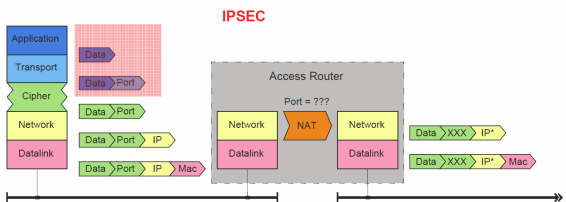 IPSEC
Application
Transport
Cipher
Network
Datalink
Data
Data Port
Data Port
Data Port IP
Data Port IP Mac
Access Router
Port = ???
Network
NAT
Network
Datalink
Datalink
Data XXX IP*
Data XXX IP* Mac